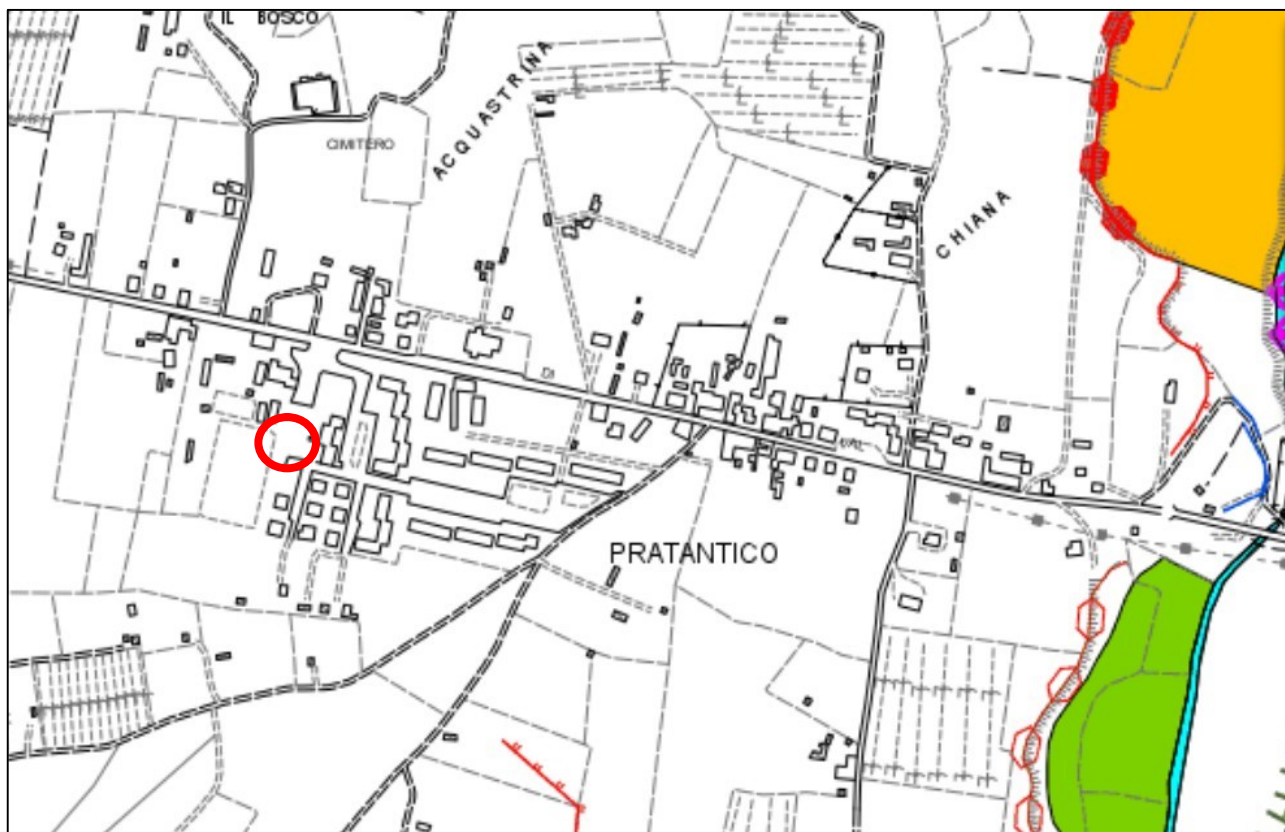 IL BOSCO
ACQUASTRINA
CIMITERO
CHIANA
DI
VAL
PRATANTICO